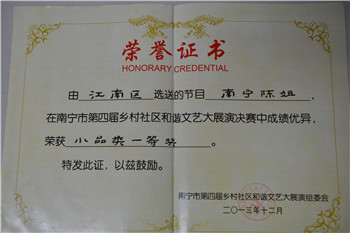 荣誉证书
HONORARY CREDENTIAL
由 江南区 选送的节目 南宁陈姐 ，
在南宁市第四届乡村社区和谐文艺大展演决赛中成绩优异，
荣获 小品类一等奖 。
特发此证，以兹鼓励。
南宁市第四届乡村社区和谐文艺大展演组委会
二〇一三年十二月